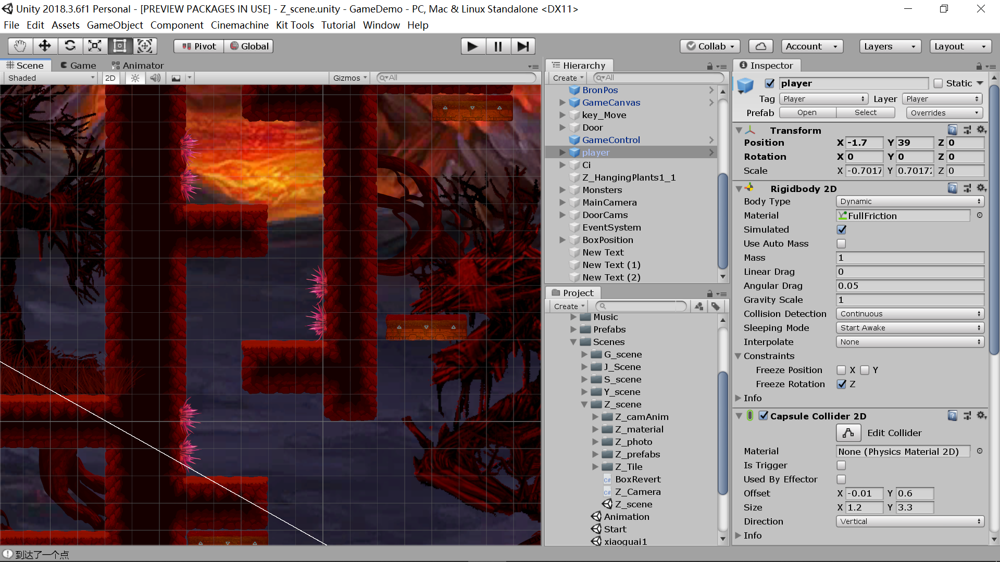 Unity 2018.3.6f1 Personal - [PREVIEW PACKAGES IN USE] - Z_scene.unity - GameDemo - PC, Mac & Linux Standalone <DX11>
File Edit Assets GameObject Component Cinemachine Kit Tools Tutorial Window Help
Pivot Global Collab Account Layers Layout
Scene Game Animator
Shaded 2D Gizmos All
Hierarchy
Create All
BronPos
GameCanvas
key_Move
Door
GameControl
player
Ci
Z_HangingPlants1_1
Monsters
MainCamera
DoorCams
EventSystem
BoxPosition
New Text
New Text (1)
New Text (2)
Project
Create
Music
Prefabs
Scenes
G_scene
J_Scene
S_scene
Y_scene
Z_scene
Z_camAnim
Z_material
Z_photo
Z_prefabs
Z_Tile
C# BoxRevert
C# Z_Camera
Z_scene
Animation
Start
xiaoguai1
Inspector
player Static
Tag Player Layer Player
Prefab Open Select Overrides
Transform
Position X -1.7 Y 39 Z 0
Rotation X 0 Y 0 Z 0
Scale X -0.7017 Y 0.7017 Z 0
Rigidbody 2D
Body Type Dynamic
Material FullFriction
Simulated
Use Auto Mass
Mass 1
Linear Drag 0
Angular Drag 0.05
Gravity Scale 1
Collision Detection Continuous
Sleeping Mode Start Awake
Interpolate None
Constraints
Freeze Position X Y
Freeze Rotation Z
Info
Capsule Collider 2D
Edit Collider
Material None (Physics Material 2D)
Is Trigger
Used By Effector
Offset X -0.01 Y 0.6
Size X 1.2 Y 3.3
Direction Vertical
Info
到达了一个点